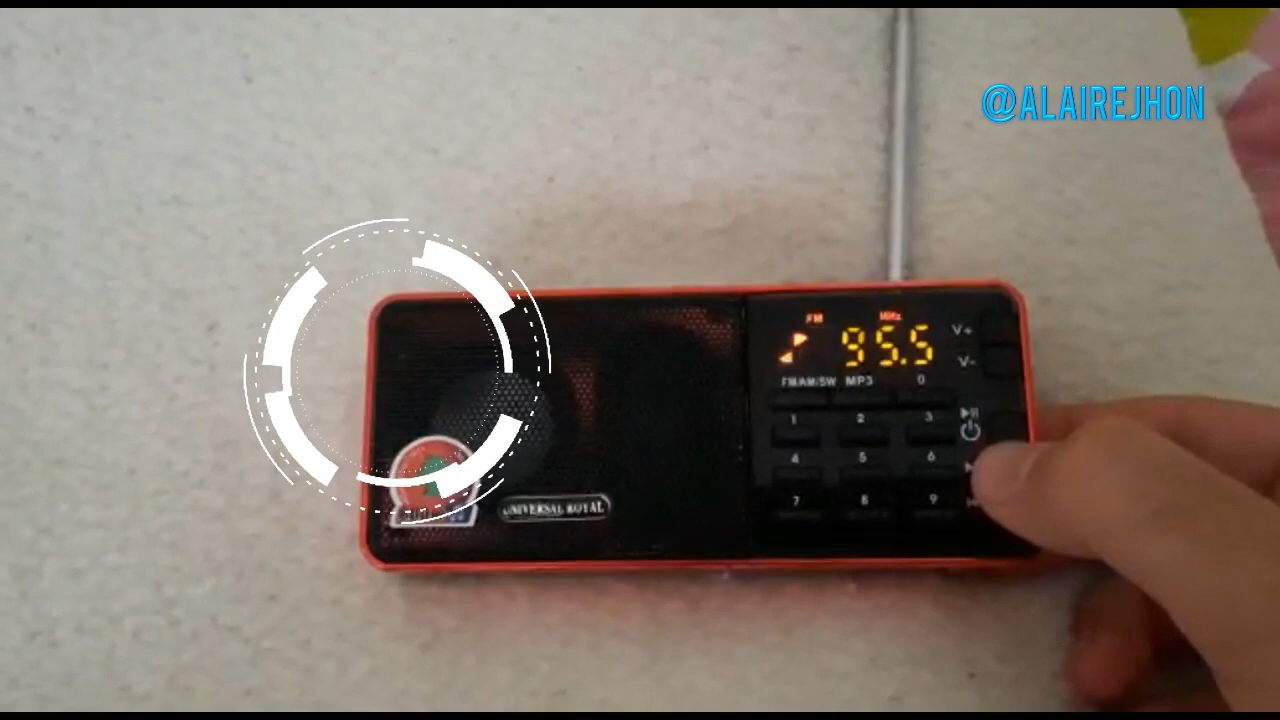 @ALAIREJHON
FM MHz
95.5
V+
V-
FM/AM/SW MP3 0
1 2 3
4 5 6
7 8 9
UNIVERSAL ROYAL